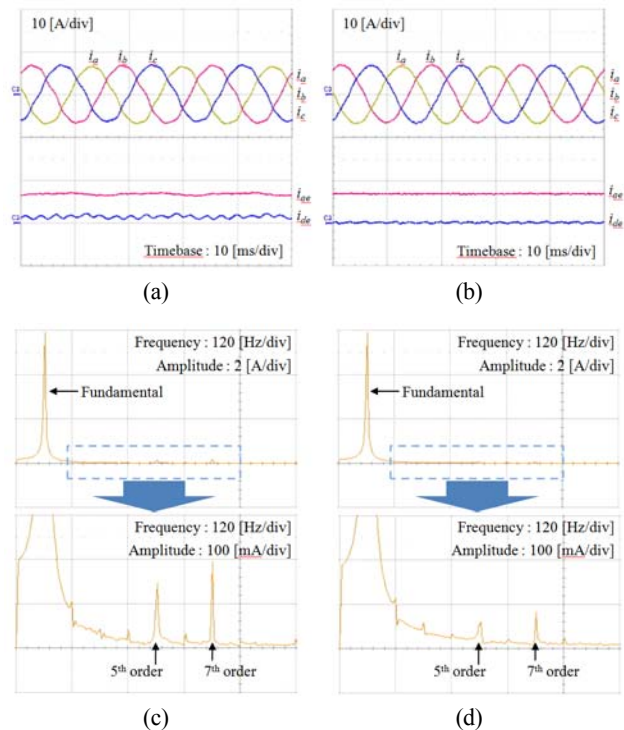 10 [A/div]
ia ib ic
ia
ib
ic
iqe
ide
Timebase : 10 [ms/div]
(a)
10 [A/div]
ia ib ic
ia
ib
ic
ide
Timebase : 10 [ms/div]
(b)
Frequency : 120 [Hz/div]
Amplitude : 2 [A/div]
Fundamental
Frequency : 120 [Hz/div]
Amplitude : 100 [mA/div]
5th order
7th order
(c)
Frequency : 120 [Hz/div]
Amplitude : 2 [A/div]
Fundamental
Frequency : 120 [Hz/div]
Amplitude : 100 [mA/div]
5th order
7th order
(d)